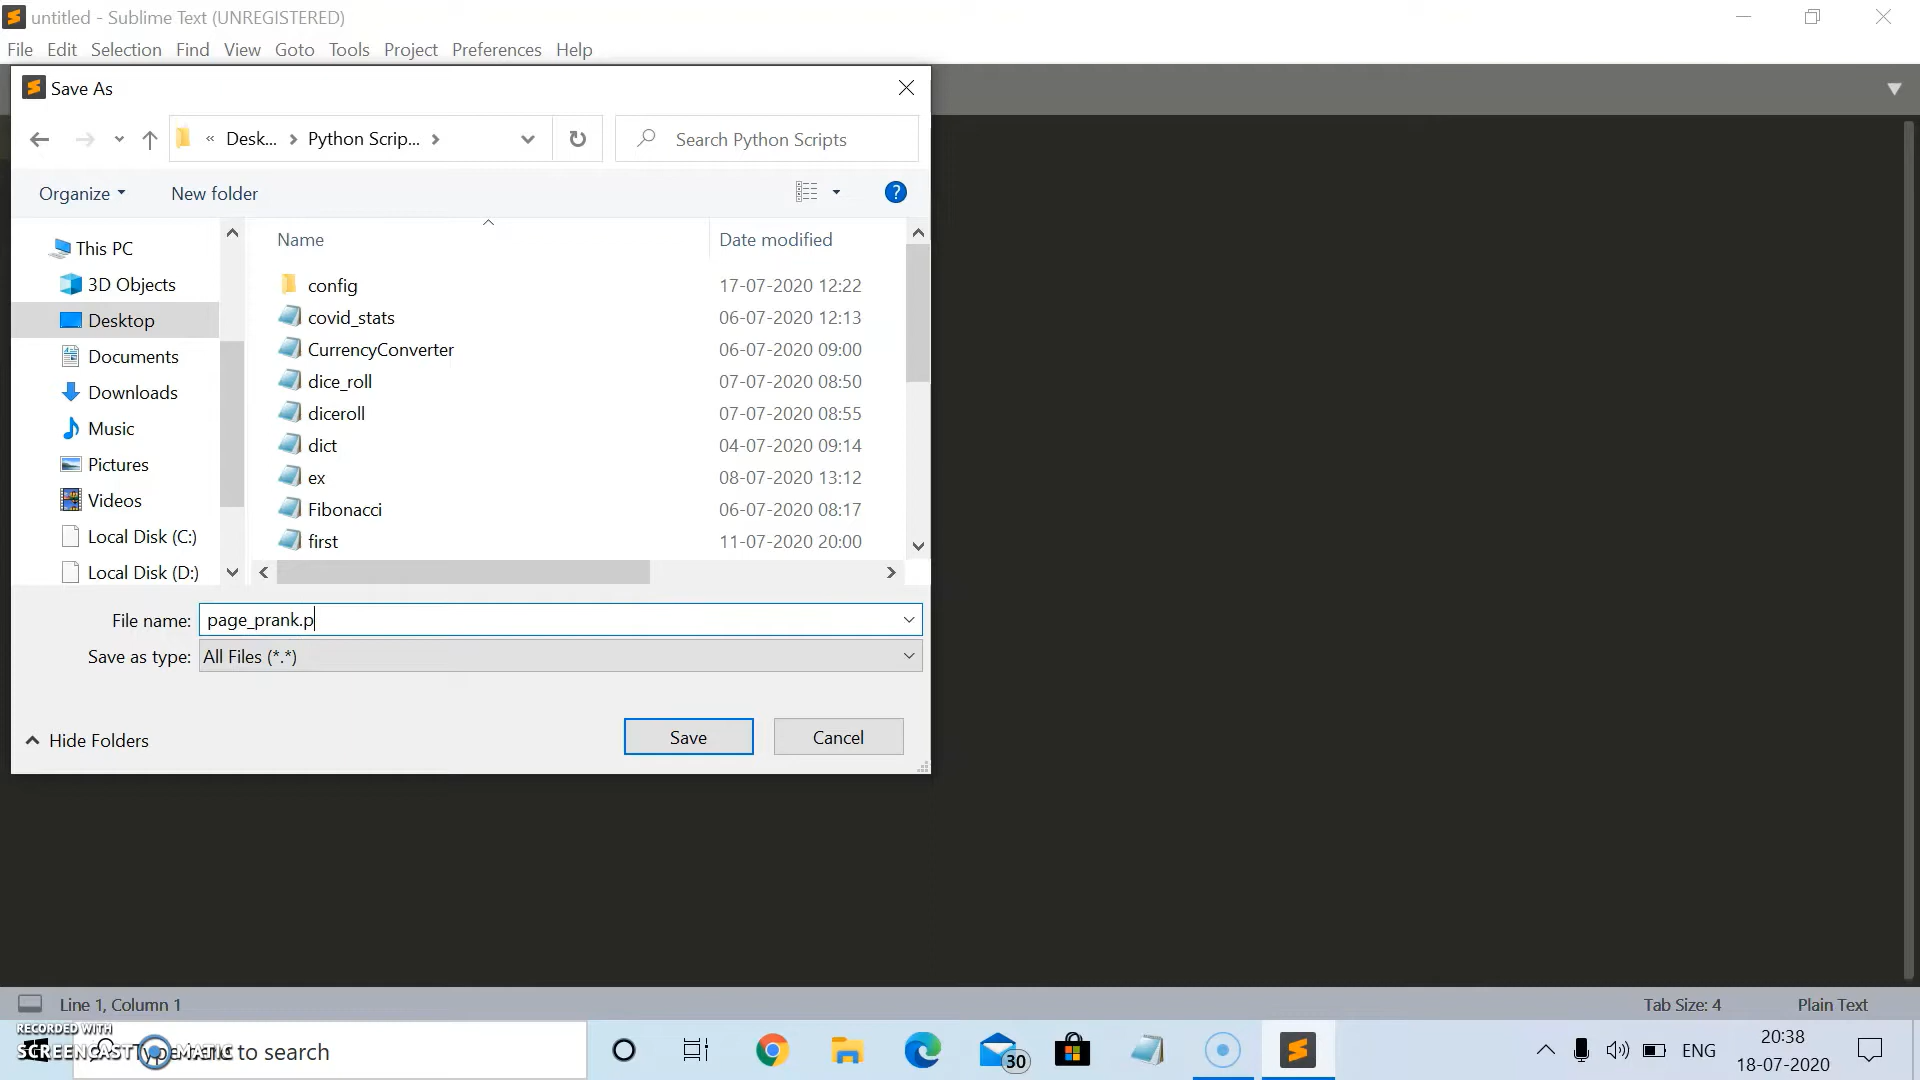 untitled - Sublime Text (UNREGISTERED)
File Edit Selection Find View Goto Tools Project Preferences Help
Save As
« Desk... > Python Scrip... >
Search Python Scripts
Organize
New folder
?
Name
Date modified
This PC
3D Objects
Desktop
Documents
Downloads
Music
Pictures
Videos
Local Disk (C:)
Local Disk (D:)
config 17-07-2020 12:22
covid_stats 06-07-2020 12:13
CurrencyConverter 06-07-2020 09:00
dice_roll 07-07-2020 08:50
diceroll 07-07-2020 08:55
dict 04-07-2020 09:14
ex 08-07-2020 13:12
Fibonacci 06-07-2020 08:17
first 11-07-2020 20:00
File name: page_prank.p
Save as type: All Files (*.*)
Hide Folders
Save
Cancel
Line 1, Column 1
Tab Size: 4
Plain Text
RECORDED WITH
SCREENCAST MATIC
Type here to search
30
ENG
20:38
18-07-2020